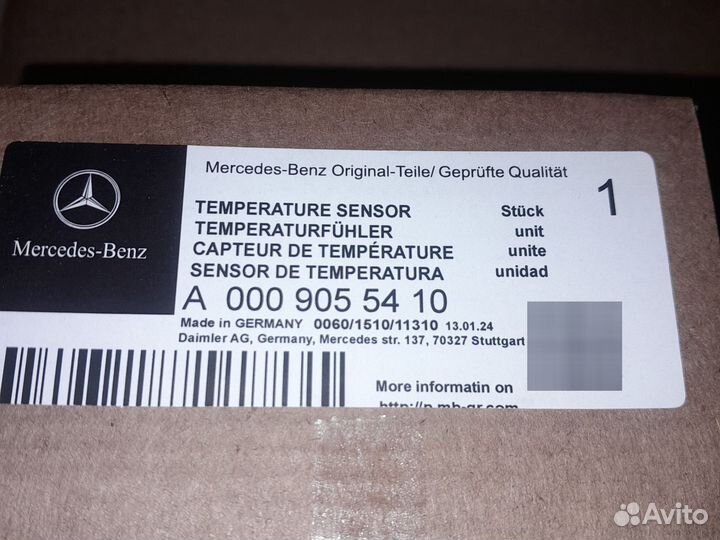 Mercedes-Benz Original-Teile/ Geprüfte Qualität
1
TEMPERATURE SENSOR Stück
TEMPERATURFÜHLER unit
CAPTEUR DE TEMPÉRATURE unite
SENSOR DE TEMPERATURA unidad
Mercedes-Benz
A 000 905 54 10
Made in GERMANY 0060/1510/11310 13.01.24
Daimler AG, Germany, Mercedes str. 137, 70327 Stuttgart
More informatin on
Avito